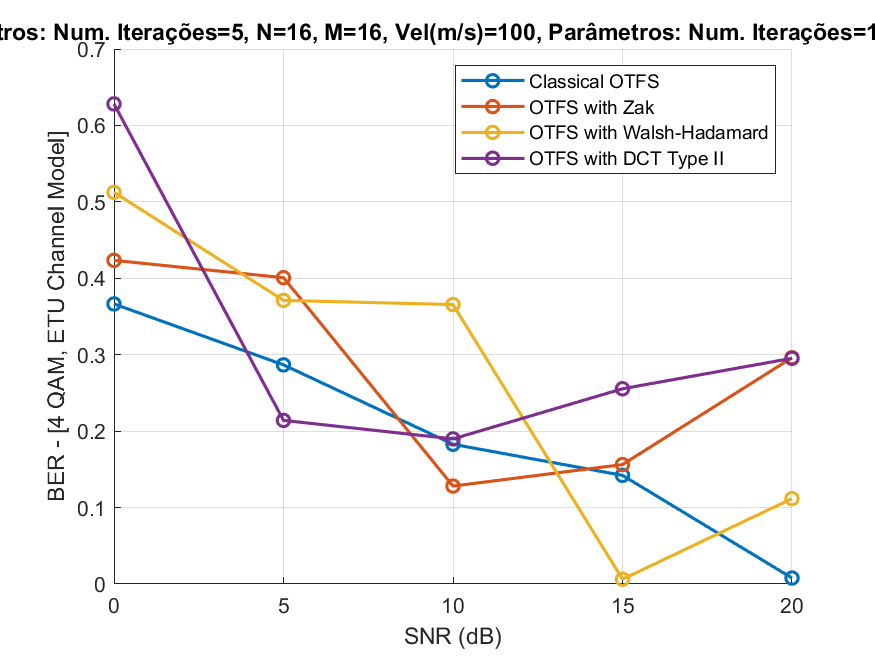 tros: Num. Iterações=5, N=16, M=16, Vel(m/s)=100, Parâmetros: Num. Iterações=1
0.7
0.6
0.5
0.4
0.3
0.2
0.1
0
BER - [4 QAM, ETU Channel Model]
Classical OTFS
OTFS with Zak
OTFS with Walsh-Hadamard
OTFS with DCT Type II
0 5 10 15 20
SNR (dB)